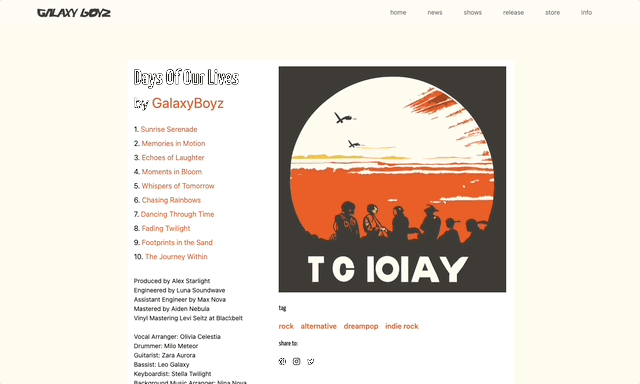 GALAXY BOYZ
home news shows release store info
Days Of Our Lives
by GalaxyBoyz
1. Sunrise Serenade
2. Memories in Motion
3. Echoes of Laughter
4. Moments in Bloom
5. Whispers of Tomorrow
6. Chasing Rainbows
7. Dancing Through Time
8. Fading Twilight
9. Footprints in the Sand
10. The Journey Within
Produced by Alex Starlight
Engineered by Luna Soundwave
Assistant Engineer by Max Nova
Mastered by Aiden Nebula
Vinyl Mastering Levi Seitz at Blackbelt
Vocal Arranger: Olivia Celestia
Drummer: Milo Meteor
Guitarist: Zara Aurora
Bassist: Leo Galaxy
Keyboardist: Stella Twilight
Background Music Arranger: Nina Nova
T C IOIAY
tag
rock alternative dreampop indie rock
share to: